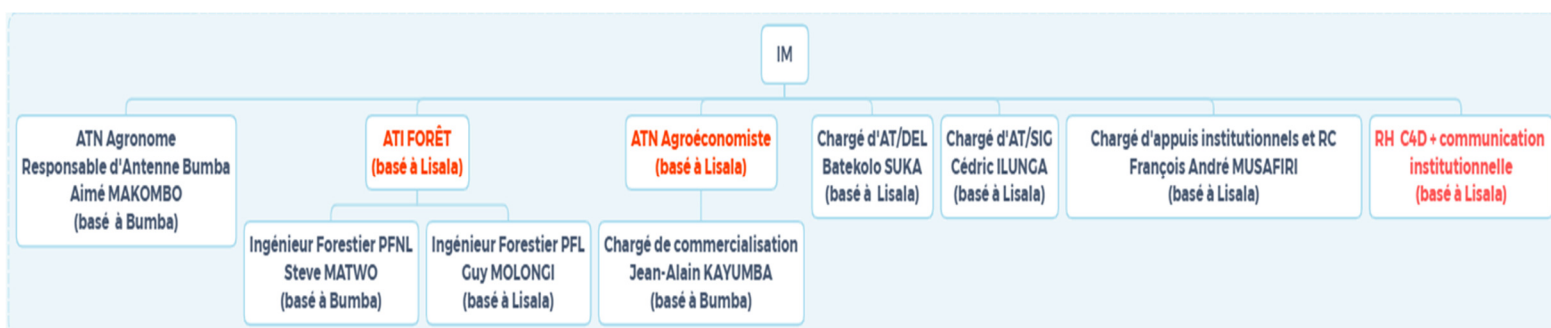 IM
ATN Agronome
Responsable d'Antenne Bumba
Aimé MAKOMBO
(basé à Bumba)
ATI FORÊT
(basé à Lisala)
Ingénieur Forestier PFNL
Steve MATWO
(basé à Bumba)
Ingénieur Forestier PFL
Guy MOLONGI
(basé à Lisala)
ATN Agroéconomiste
(basé à Lisala)
Chargé de commercialisation
Jean-Alain KAYUMBA
(basé à Bumba)
Chargé d'AT/DEL
Batekolo SUKA
(basé à Lisala)
Chargé d'AT/SIG
Cédric ILUNGA
(basé à Lisala)
Chargé d'appuis institutionnels et RC
François André MUSAFIRI
(basé à Lisala)
RH C4D + communication
institutionnelle
(basé à Lisala)